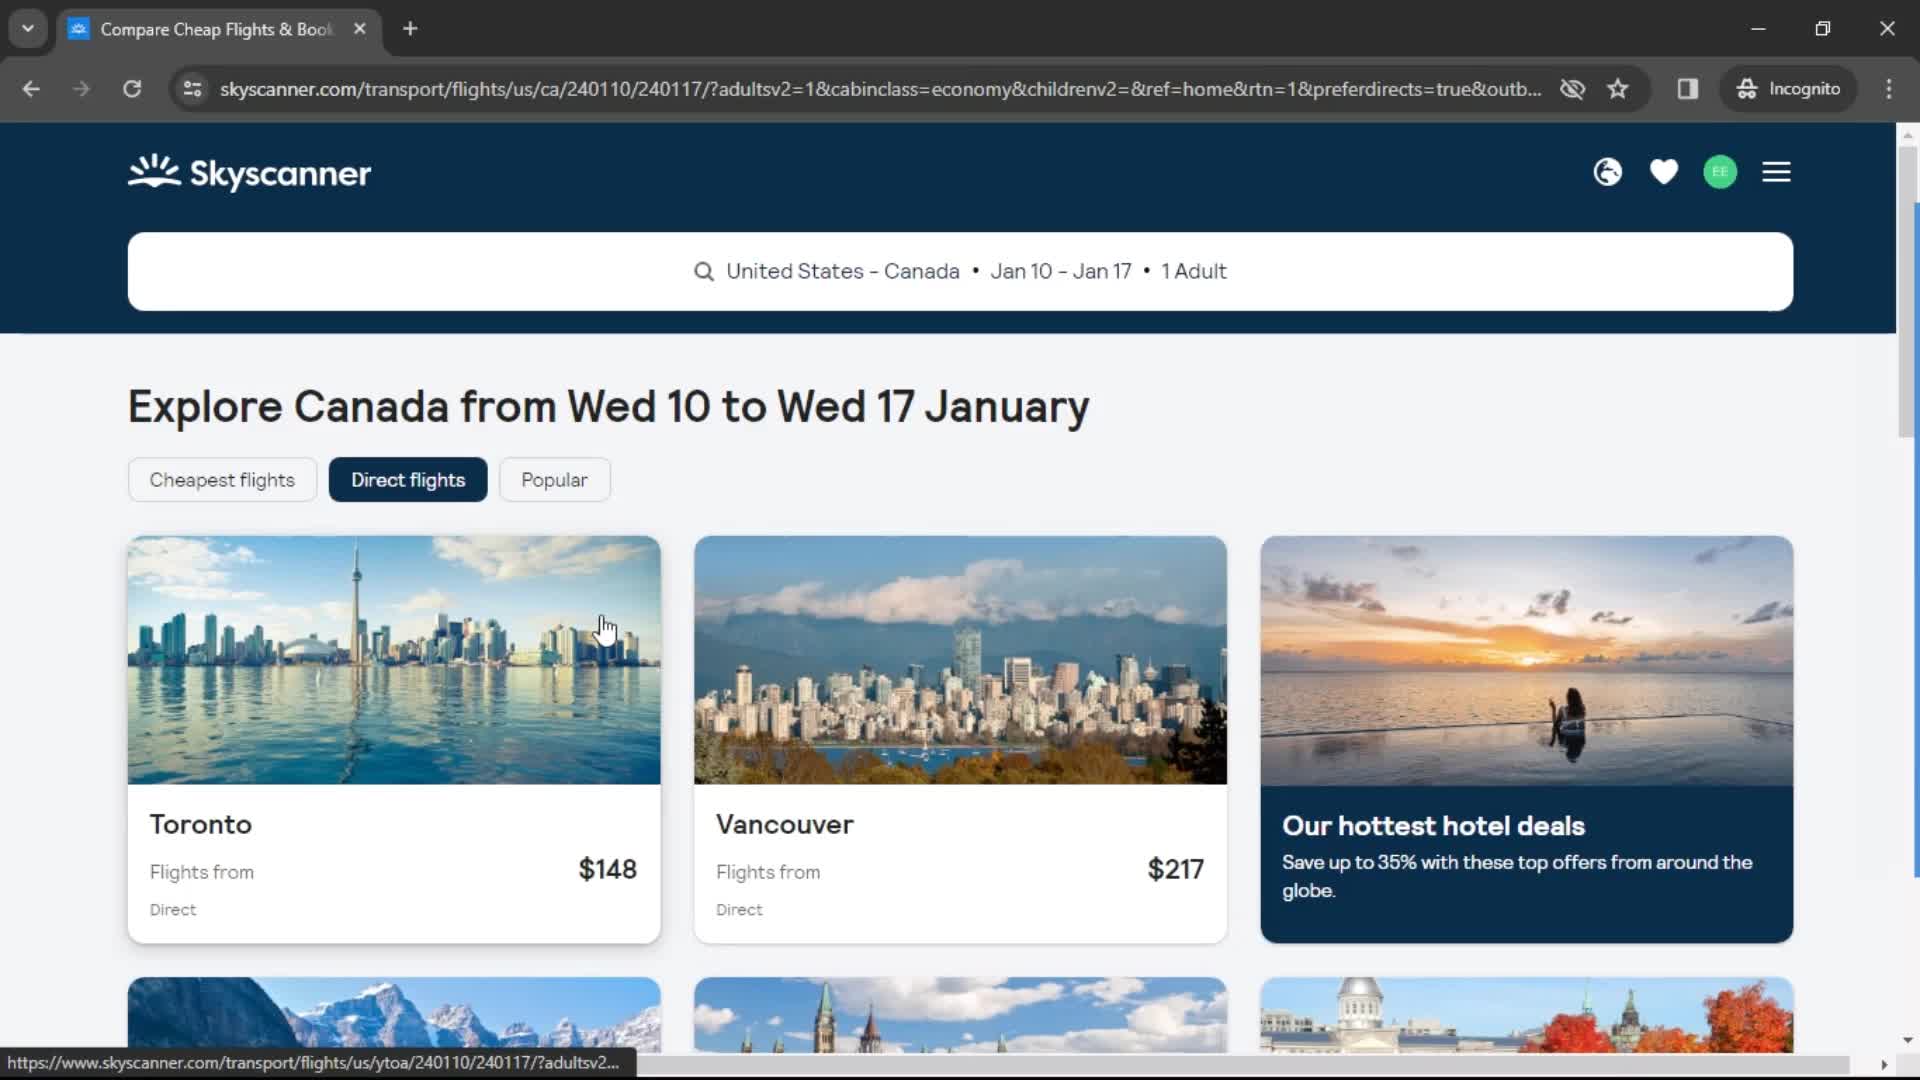 Compare Cheap Flights & Boo
skyscanner.com/transport/flights/us/ca/240110/240117/?adultsv2=1&cabinclass=economy&childrenv2=&ref=home&rtn=1&preferdirects=true&outb...
Incognito
Skyscanner
EE
United States - Canada • Jan 10 - Jan 17 • 1 Adult
Explore Canada from Wed 10 to Wed 17 January
Cheapest flights
Direct flights
Popular
Toronto
Flights from
$148
Direct
Vancouver
Flights from
$217
Direct
Our hottest hotel deals
Save up to 35% with these top offers from around the
globe.
https://www.skyscanner.com/transport/flights/us/ytoa/240110/240117/?adultsv2...